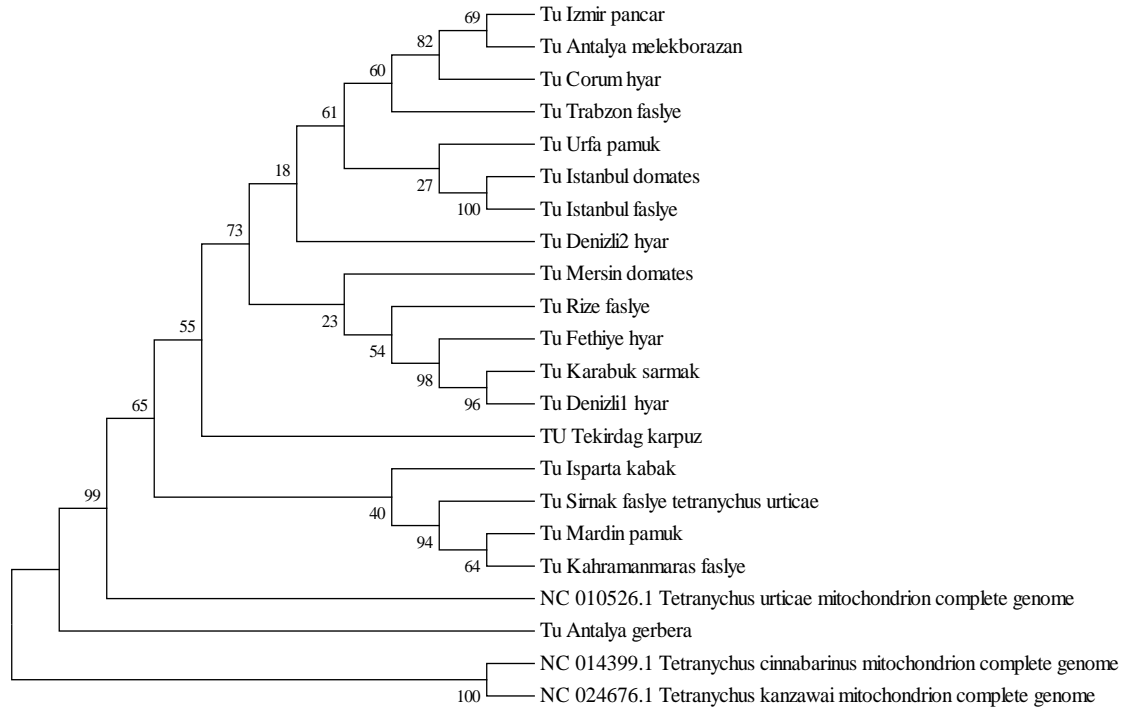 69
Tu Izmir pancar
82
Tu Antalya melekborazan
60
Tu Corum hyar
61
Tu Trabzon faslye
Tu Urfa pamuk
18
27
Tu Istanbul domates
100
Tu Istanbul faslye
73
Tu Denizli2 hyar
Tu Mersin domates
23
Tu Rize faslye
55
54
Tu Fethiye hyar
98
Tu Karabuk sarmak
96
Tu Denizli1 hyar
65
TU Tekirdag karpuz
Tu Isparta kabak
99
40
Tu Sirnak faslye tetranychus urticae
94
Tu Mardin pamuk
64
Tu Kahramanmaras faslye
NC 010526.1 Tetranychus urticae mitochondrion complete genome
Tu Antalya gerbera
NC 014399.1 Tetranychus cinnabarinus mitochondrion complete genome
100
NC 024676.1 Tetranychus kanzawai mitochondrion complete genome